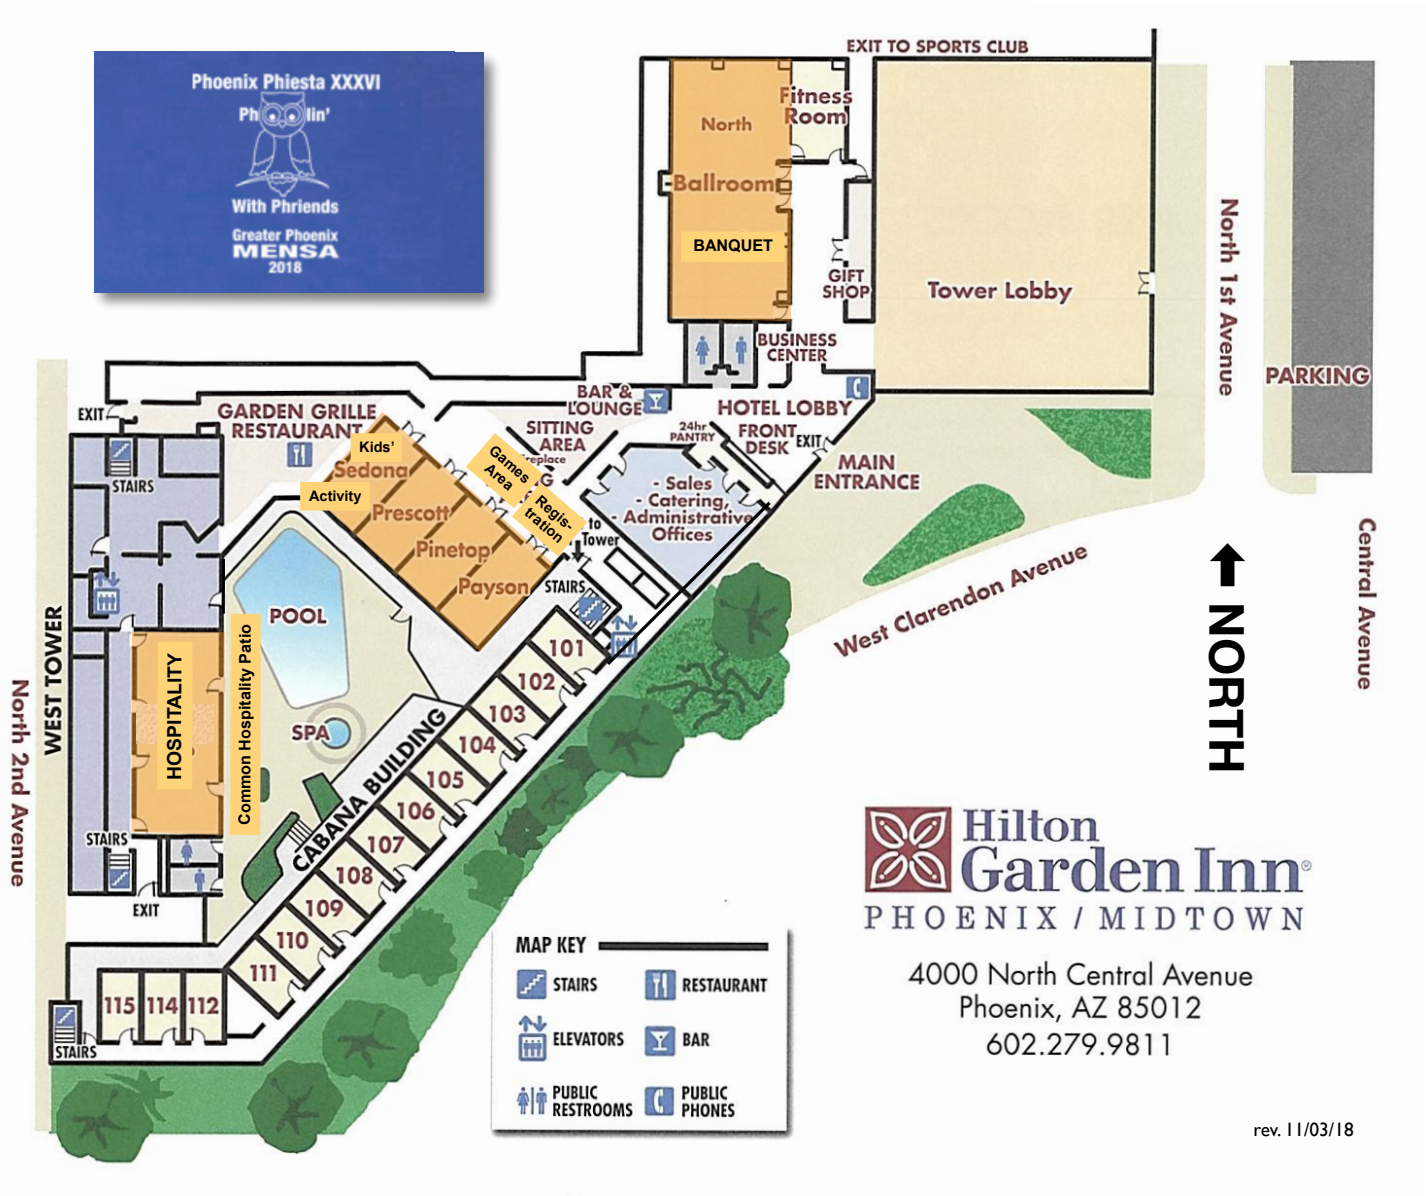 Phoenix Phiesta XXXVI
Ph lin'
With Phriends
Greater Phoenix
MENSA
2018
EXIT TO SPORTS CLUB
Fitness
Room
North
Ballroom
BANQUET
GIFT
SHOP
Tower Lobby
BUSINESS
CENTER
North 1st Avenue
PARKING
Central Avenue
BAR &
LOUNGE
HOTEL LOBBY
FRONT
DESK
EXIT
24hr
PANTRY
MAIN
ENTRANCE
SITTING
AREA
ireplace
NG
EXIT
GARDEN GRILLE
RESTAURANT
Kids'
Sedona
Activity
Prescott
Pinetop
Payson
Games
Area
Regis-
tration
to
Tower
- Sales
- Catering,
- Administrative
Offices
STAIRS
STAIRS
West Clarendon Avenue
NORTH
POOL
SPA
WEST TOWER
North 2nd Avenue
HOSPITALITY
Common Hospitality Patio
CABANA BUILDING
101
102
103
104
105
106
107
108
109
110
111
112
114
115
STAIRS
EXIT
STAIRS
MAP KEY
STAIRS
RESTAURANT
ELEVATORS
BAR
PUBLIC
RESTROOMS
PUBLIC
PHONES
Hilton
Garden Inn®
PHOENIX / MIDTOWN
4000 North Central Avenue
Phoenix, AZ 85012
602.279.9811
rev. 11/03/18